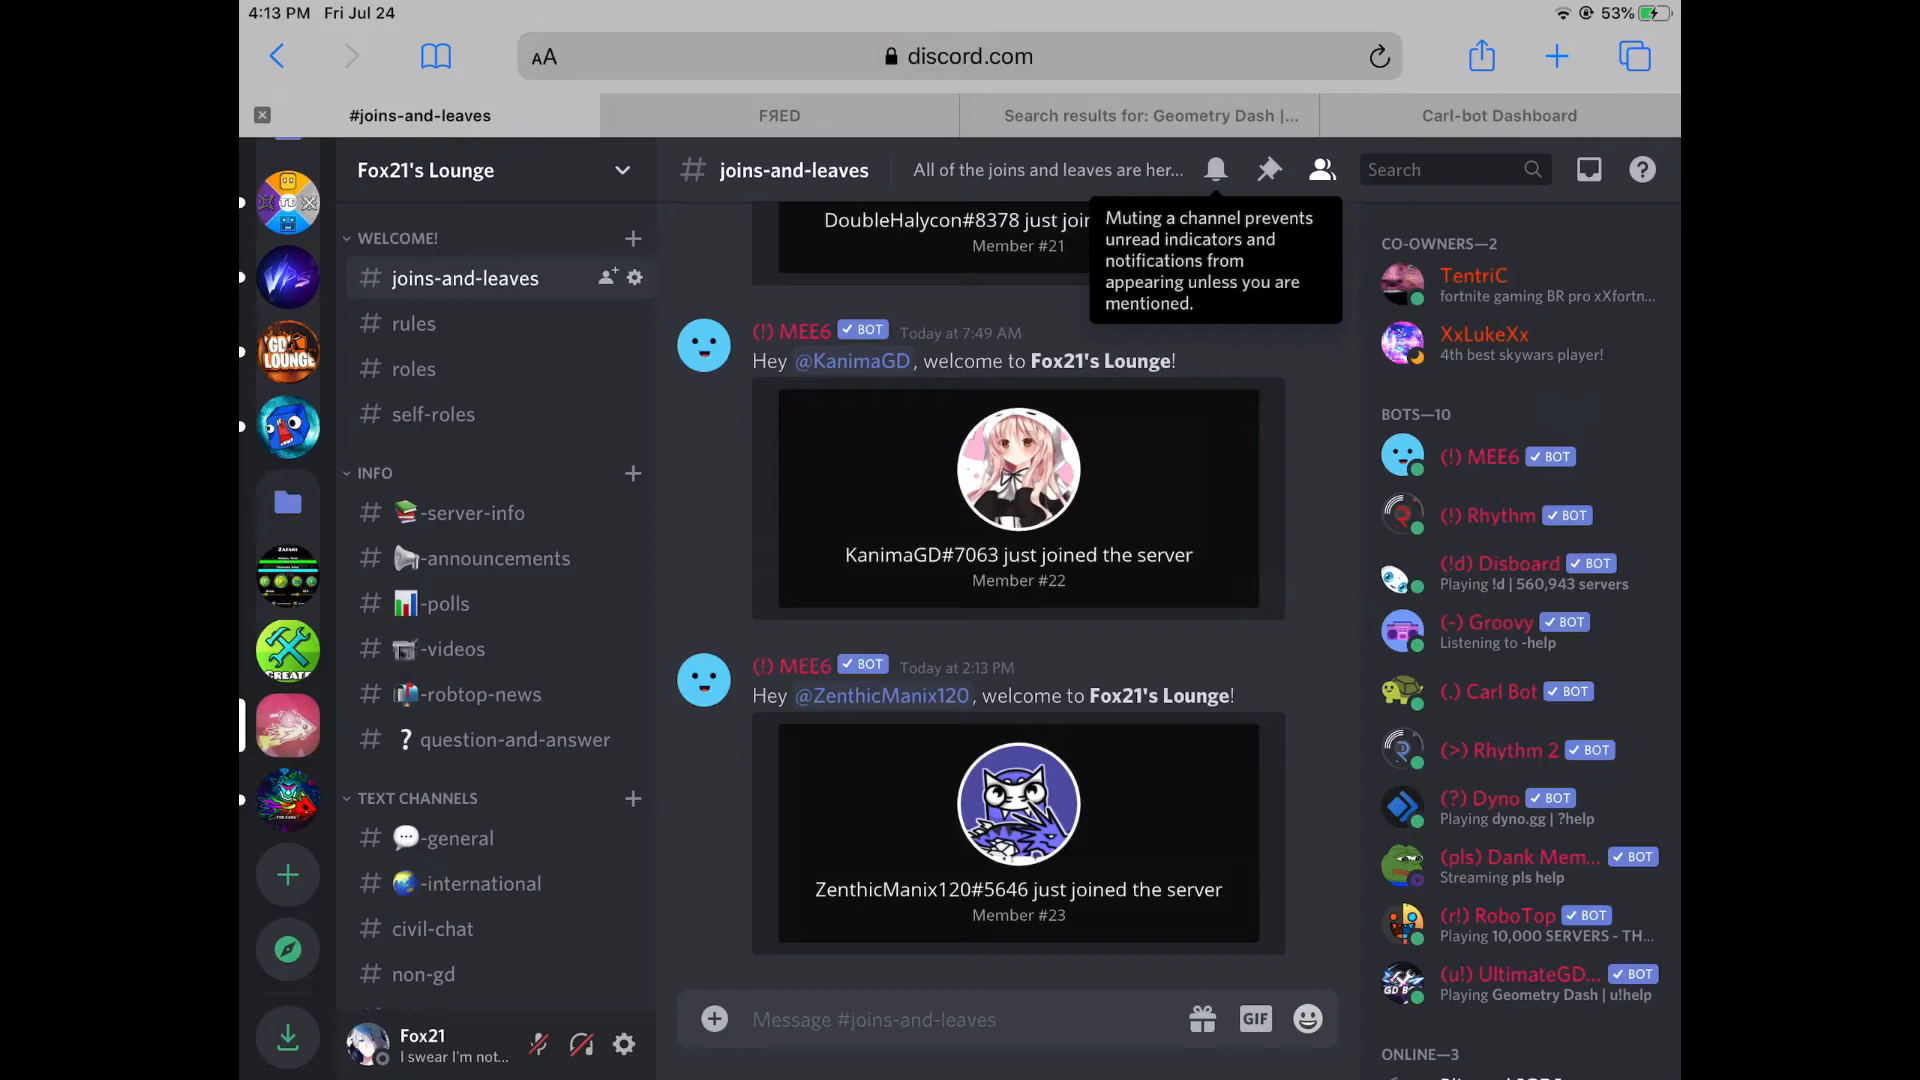 4:13 PM Fri Jul 24
53%
AA
discord.com
#joins-and-leaves
FЯED
Search results for: Geometry Dash |...
Carl-bot Dashboard
Fox21's Lounge
WELCOME!
joins-and-leaves
rules
roles
self-roles
INFO
-server-info
-announcements
-polls
-videos
-robtop-news
? question-and-answer
TEXT CHANNELS
-general
-international
civil-chat
non-gd
Fox21
I swear I'm not...
# joins-and-leaves
All of the joins and leaves are her...
Search
Muting a channel prevents
unread indicators and
notifications from
appearing unless you are
mentioned.
DoubleHalycon#8378 just joi
Member #21
(!) MEE6 BOT Today at 7:49 AM
Hey @KanimaGD, welcome to Fox21's Lounge!
KanimaGD#7063 just joined the server
Member #22
(!) MEE6 BOT Today at 2:13 PM
Hey @ZenthicManix120, welcome to Fox21's Lounge!
ZenthicManix120#5646 just joined the server
Member #23
Message #joins-and-leaves
GIF
CO-OWNERS—2
TentriC
fortnite gaming BR pro xXfortn...
XxLukeXx
4th best skywars player!
BOTS—10
(!) MEE6 BOT
(!) Rhythm BOT
(!d) Disboard BOT
Playing !d | 560,943 servers
(-) Groovy BOT
Listening to -help
(.) Carl Bot BOT
(>) Rhythm 2 BOT
(?) Dyno BOT
Playing dyno.gg | ?help
(pls) Dank Mem... BOT
Streaming pls help
(r!) RoboTop BOT
Playing 10,000 SERVERS - TH...
(u!) UltimateGD... BOT
Playing Geometry Dash | u!help
ONLINE—3